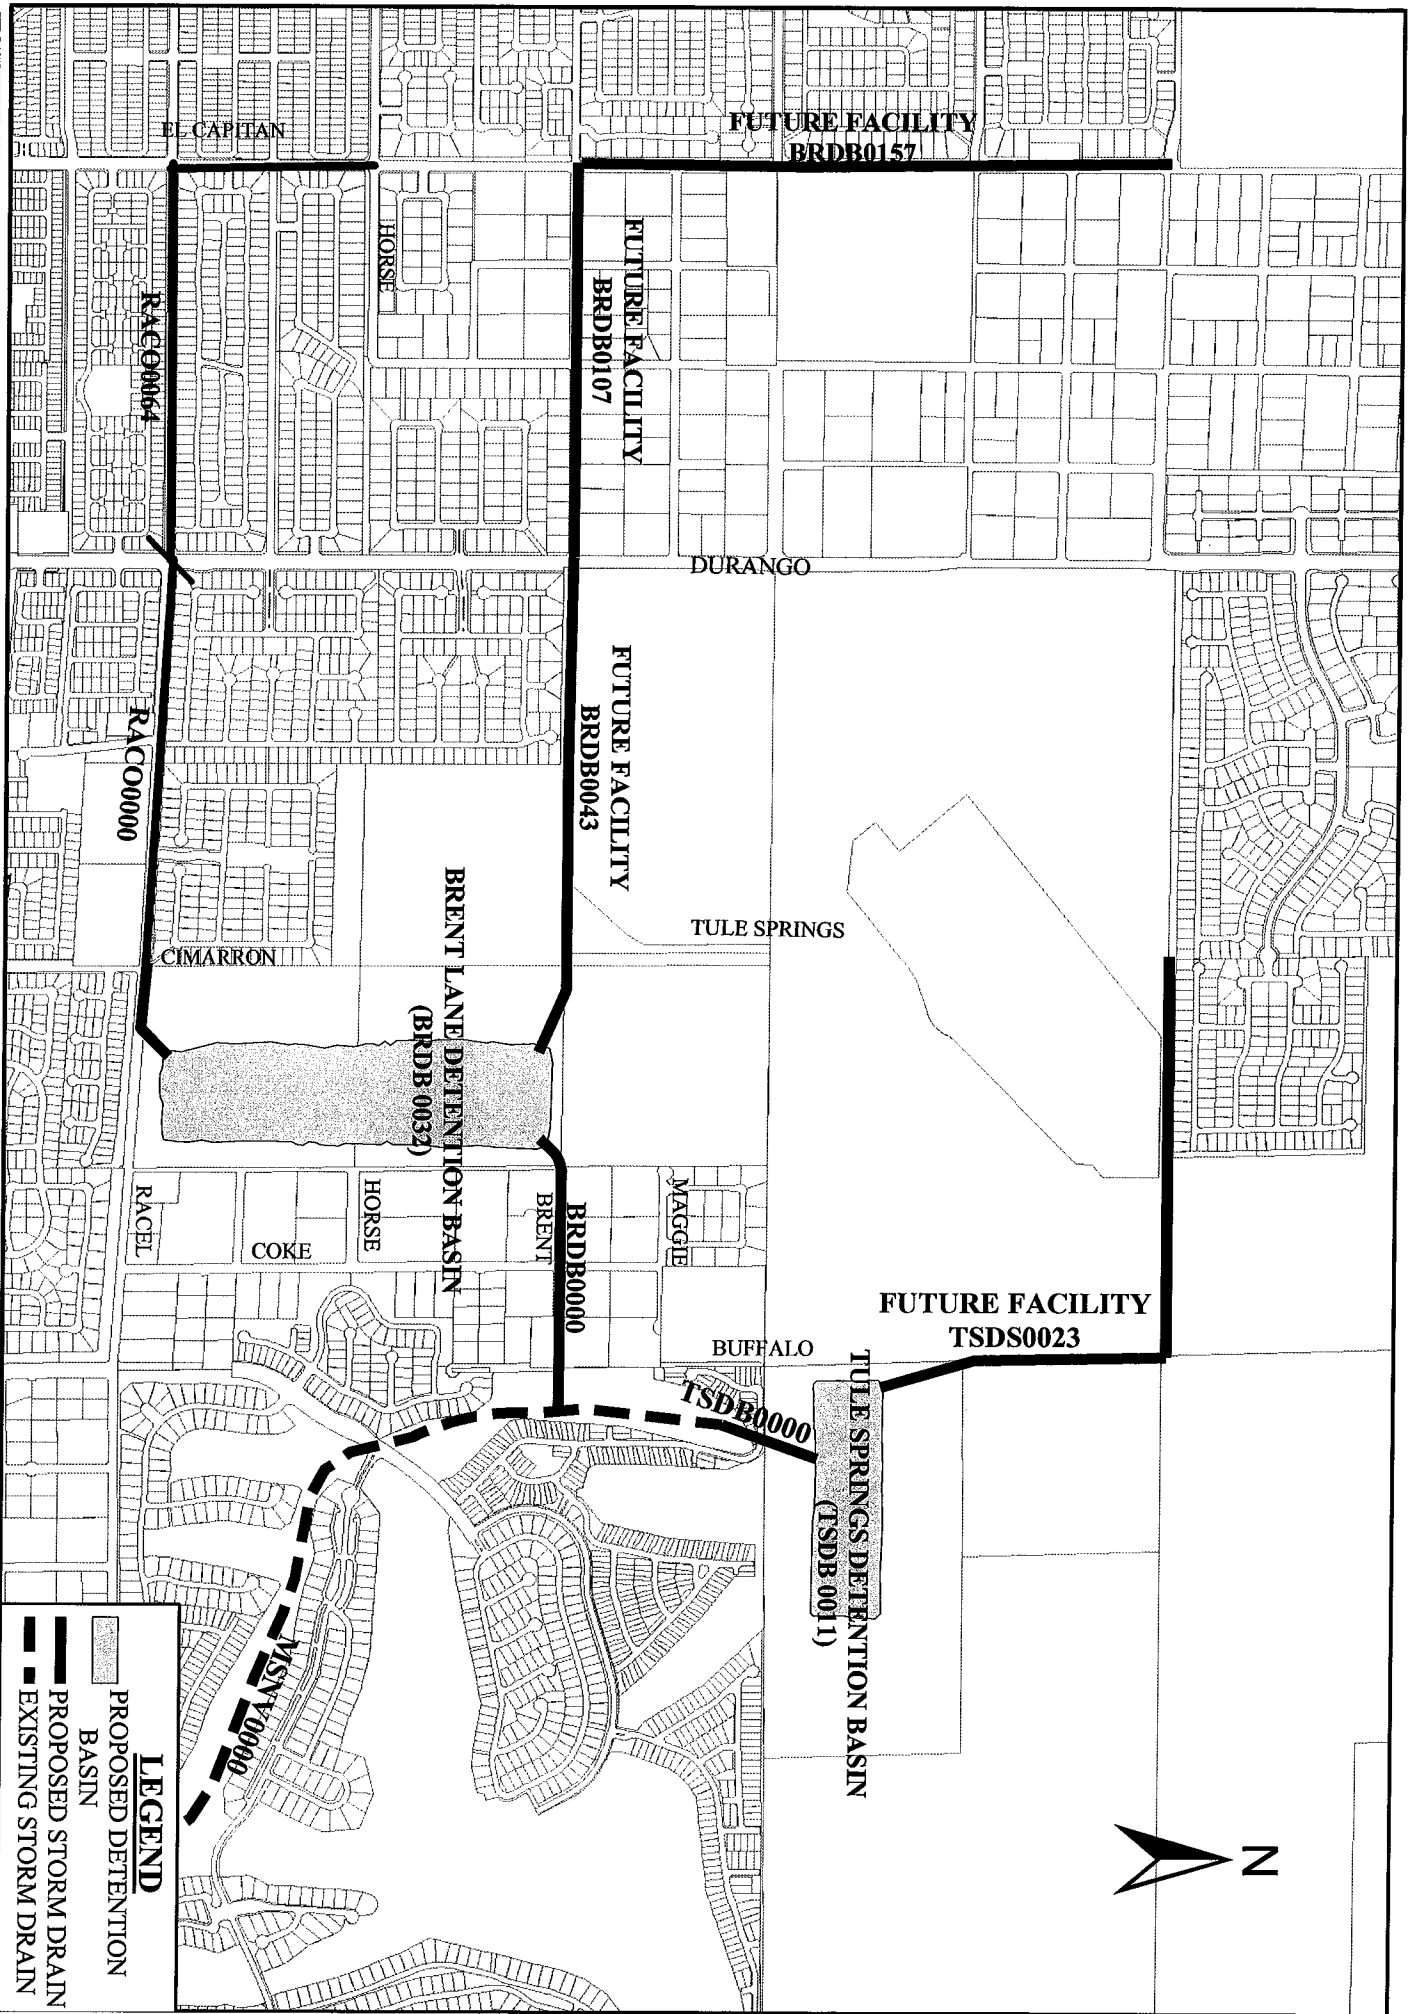 EL CAPITAN
FUTURE FACILITY
BRDB0157
HORSE
RACO0064
FUTURE FACILITY
BRDB0107
DURANGO
FUTURE FACILITY
BRDB0043
RACO0000
TULE SPRINGS
CIMARRON
BRENT LANE DETENTION BASIN
(BRDB 0032)
RACEL
COKE
HORSE
BRENT
BRDB0000
MAGGIE
BUFFALO
FUTURE FACILITY
TSDS0023
TSDB0000
TULE SPRINGS DETENTION BASIN
(TSDB 0011)
MSNV0000
N
LEGEND
PROPOSED DETENTION
BASIN
PROPOSED STORM DRAIN
EXISTING STORM DRAIN